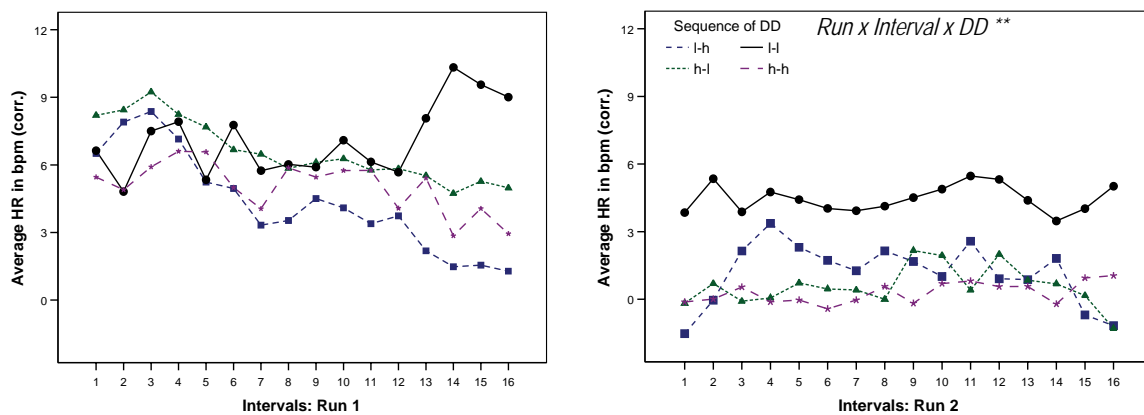 12
9
6
3
0
Average HR in bpm (corr.)
1 2 3 4 5 6 7 8 9 10 11 12 13 14 15 16
Intervals: Run 1
Sequence of DD
l-h l-l
h-l h-h
Run x Interval x DD **
12
9
6
3
0
Average HR in bpm (corr.)
1 2 3 4 5 6 7 8 9 10 11 12 13 14 15 16
Intervals: Run 2